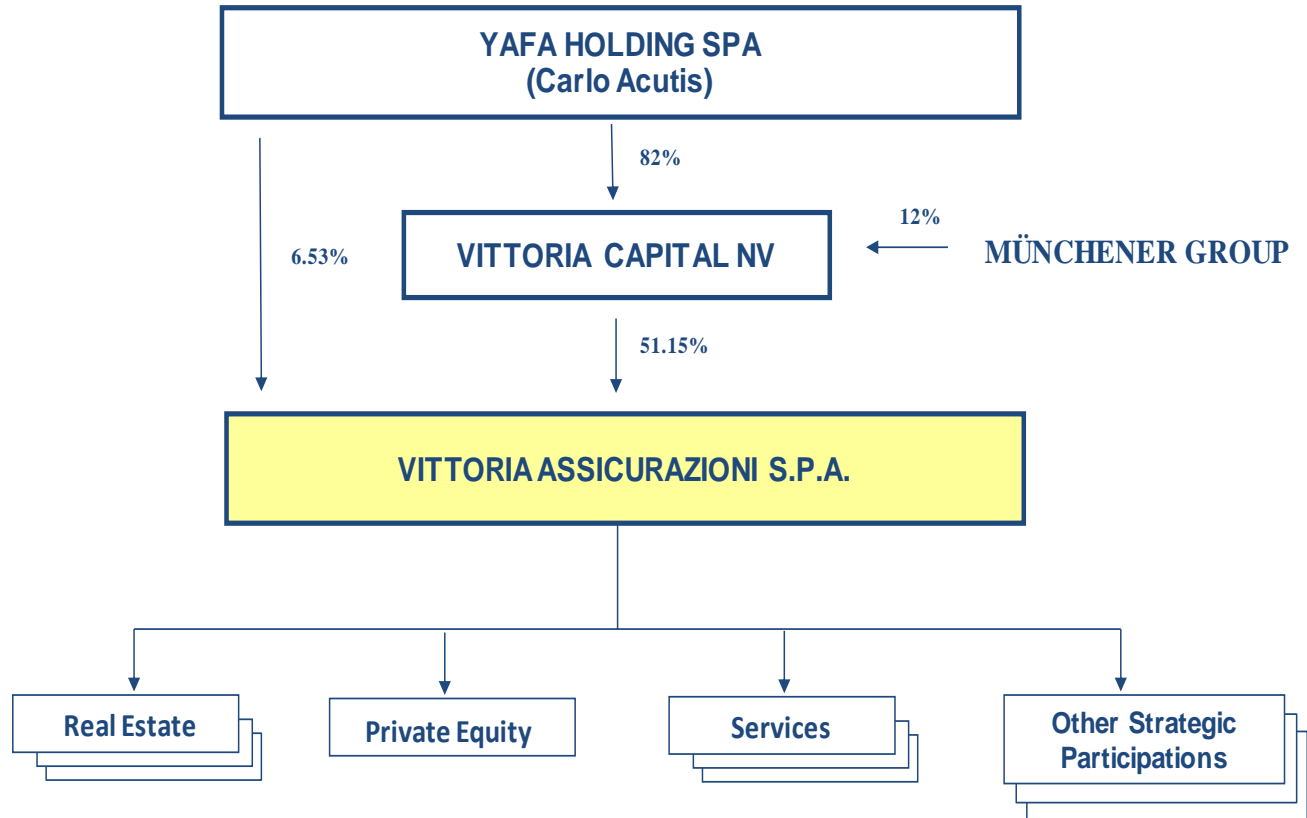 YAFA HOLDING SPA
(Carlo Acutis)
82%
12%
6.53%
VITTORIA CAPITAL NV
MÜNCHENER GROUP
51.15%
VITTORIA ASSICURAZIONI S.P.A.
Real Estate
Private Equity
Services
Other Strategic
Participations